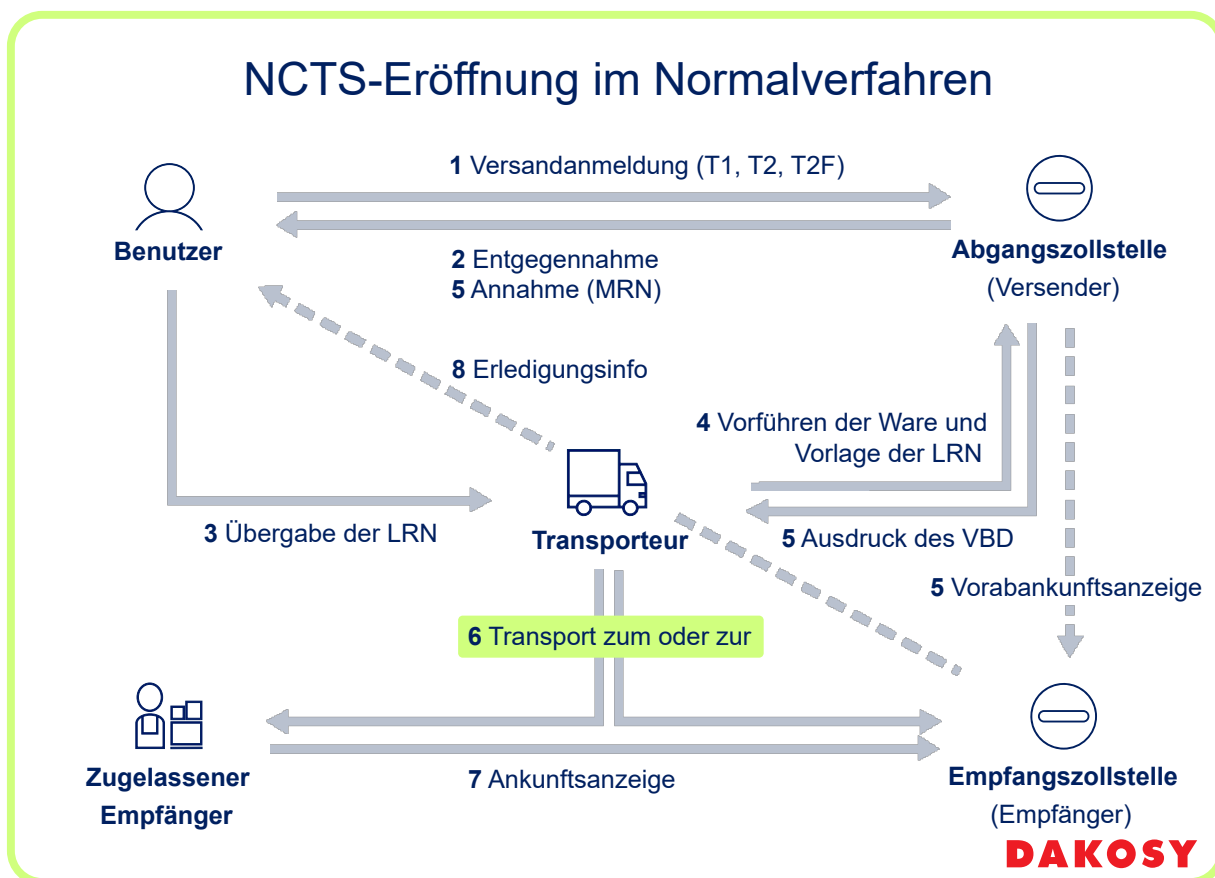 NCTS-Eröffnung im Normalverfahren
1 Versandanmeldung (T1, T2, T2F)
Benutzer
Abgangszollstelle
(Versender)
2 Entgegennahme
5 Annahme (MRN)
8 Erledigungsinfo
4 Vorführen der Ware und
Vorlage der LRN
3 Übergabe der LRN
Transporteur
5 Ausdruck des VBD
5 Vorabankunftsanzeige
6 Transport zum oder zur
Zugelassener
Empfänger
7 Ankunftsanzeige
Empfangszollstelle
(Empfänger)
DAKOSY